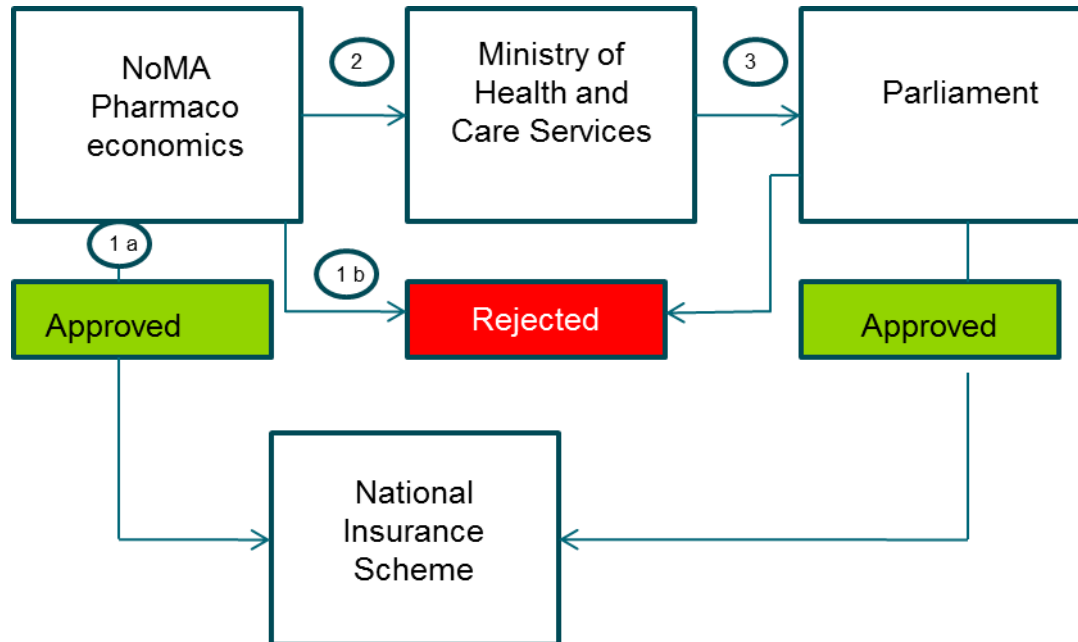 NoMA
Pharmaco
economics
2
Ministry of
Health and
Care Services
3
Parliament
1 a
1 b
Approved
Rejected
Approved
National
Insurance
Scheme